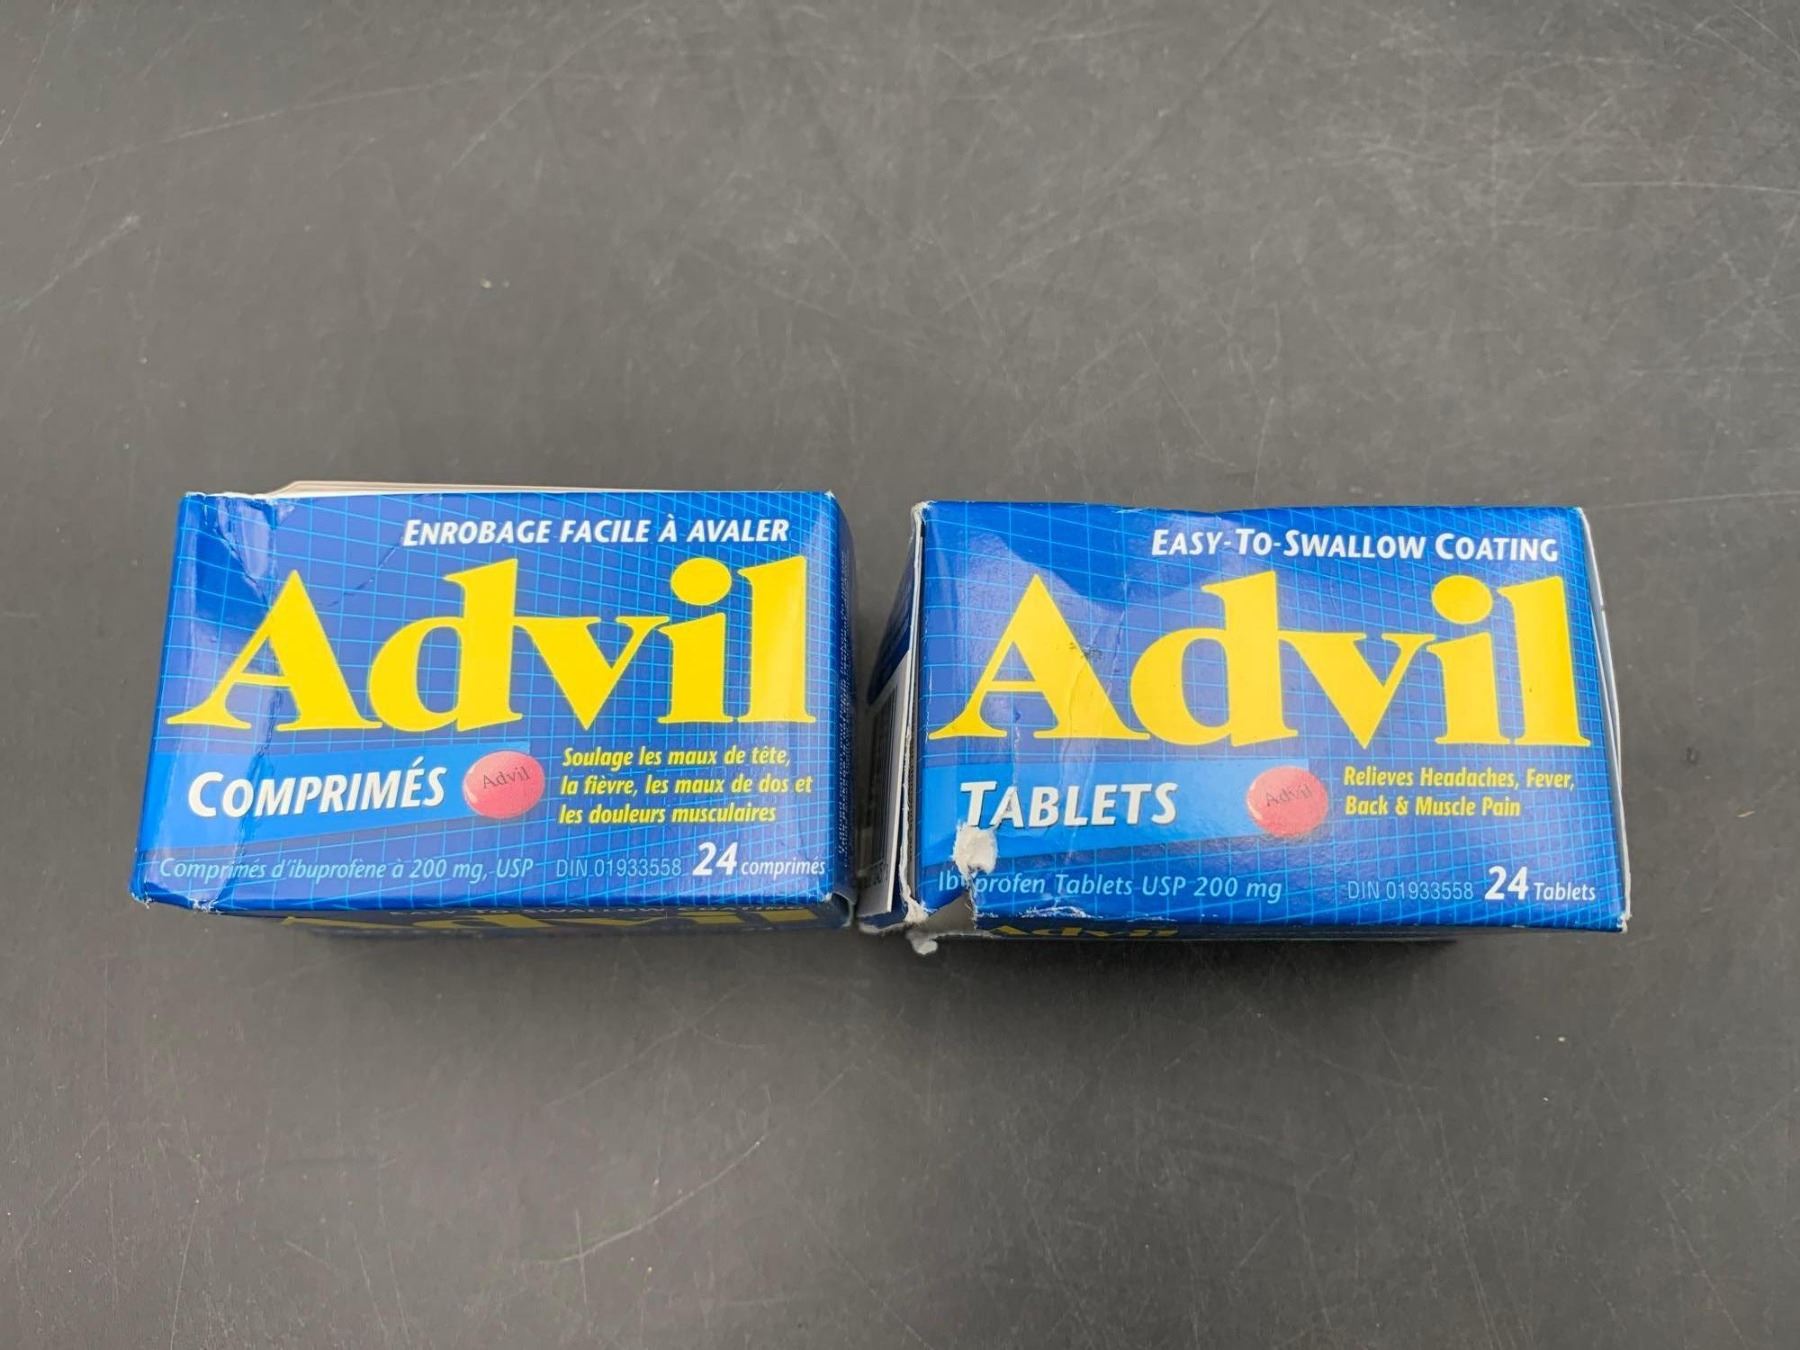 ENROBAGE FACILE À AVALER
Advil
COMPRIMÉS
Advil
Soulage les maux de tête,
la fièvre, les maux de dos et
les douleurs musculaires
Comprimés d'ibuprofène à 200 mg, USP DIN 01933558 24 comprimés
Advil
EASY-TO-SWALLOW COATING
Advil
TABLETS
Advil
Relieves Headaches, Fever,
Back & Muscle Pain
Ibuprofen Tablets USP 200 mg DIN 01933558 24 Tablets
Advil